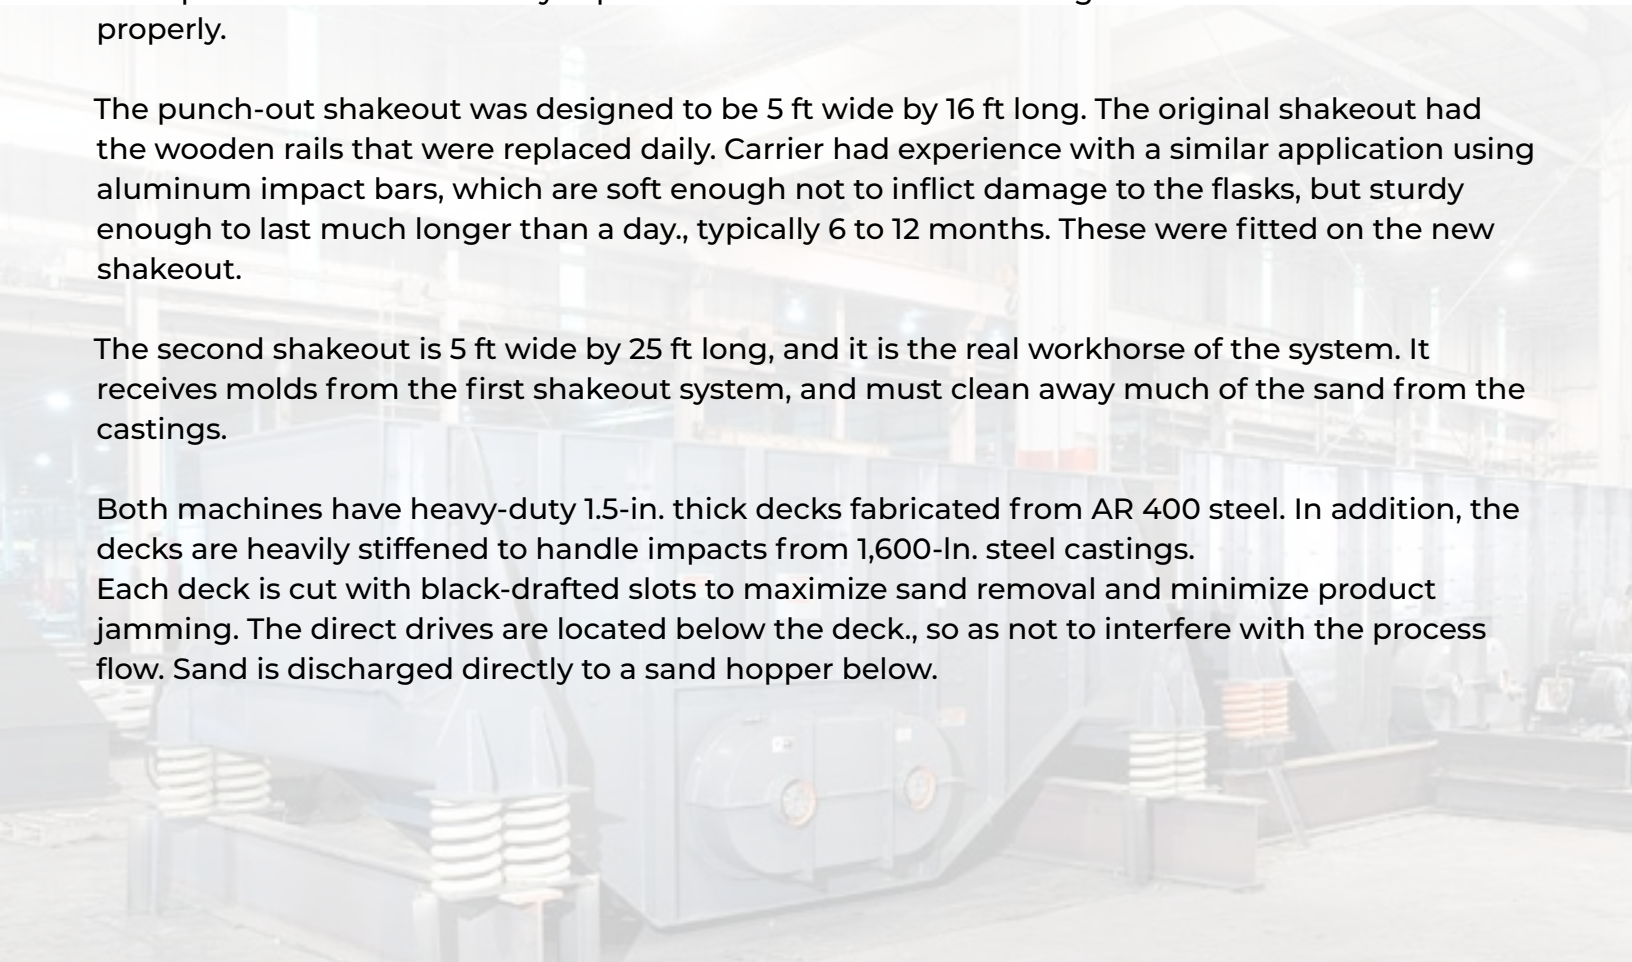 properly.
The punch-out shakeout was designed to be 5 ft wide by 16 ft long. The original shakeout had
the wooden rails that were replaced daily. Carrier had experience with a similar application using
aluminum impact bars, which are soft enough not to inflict damage to the flasks, but sturdy
enough to last much longer than a day., typically 6 to 12 months. These were fitted on the new
shakeout.
The second shakeout is 5 ft wide by 25 ft long, and it is the real workhorse of the system. It
receives molds from the first shakeout system, and must clean away much of the sand from the
castings.
Both machines have heavy-duty 1.5-in. thick decks fabricated from AR 400 steel. In addition, the
decks are heavily stiffened to handle impacts from 1,600-ln. steel castings.
Each deck is cut with black-drafted slots to maximize sand removal and minimize product
jamming. The direct drives are located below the deck., so as not to interfere with the process
flow. Sand is discharged directly to a sand hopper below.